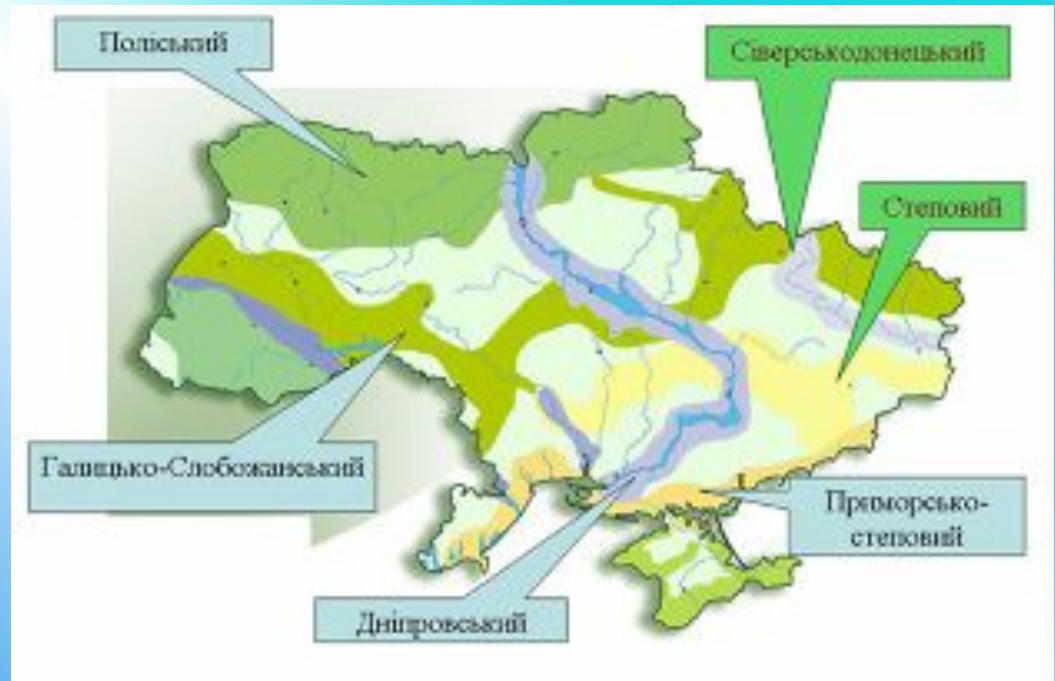 Поліський
Сіверськодонецький
Степовий
Галицько-Слобожанський
Приморсько-
степовий
Дніпровський